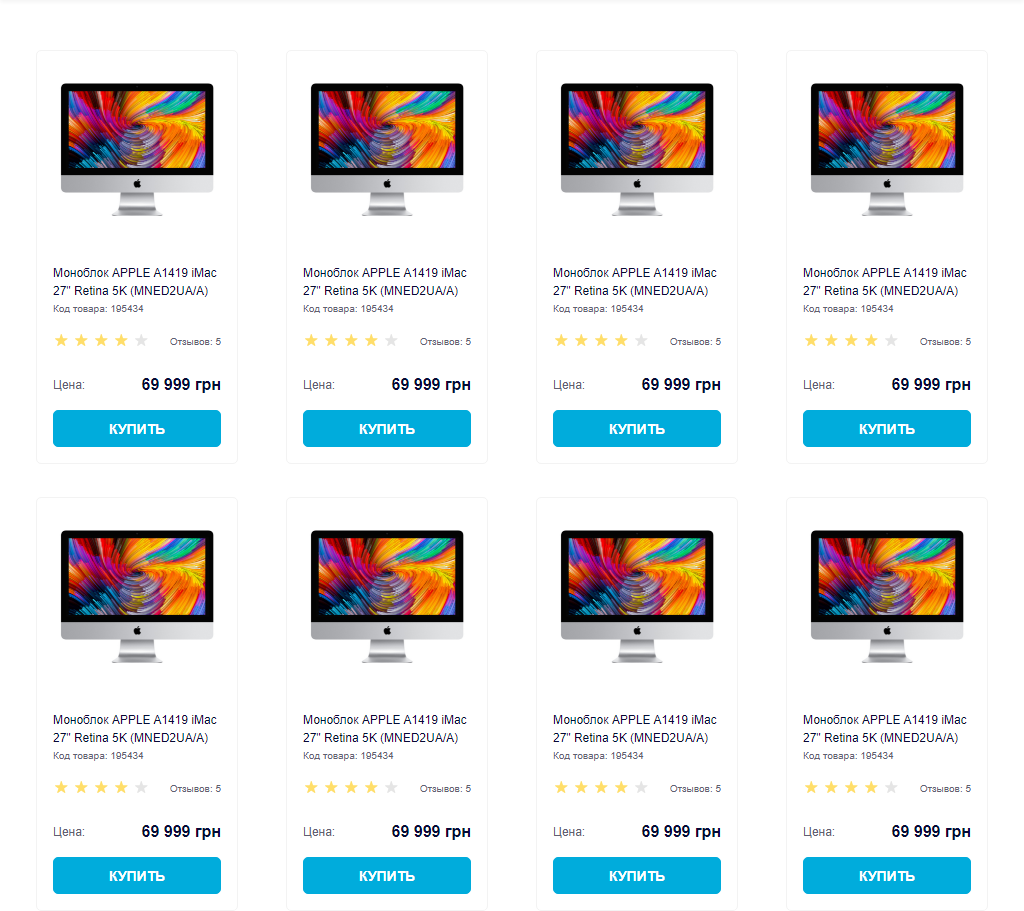 Моноблок APPLE A1419 iMac
27" Retina 5K (MNED2UA/A)
Код товара: 195434
Отзывов: 5
Цена: 69 999 грн
КУПИТЬ
Моноблок APPLE A1419 iMac
27" Retina 5K (MNED2UA/A)
Код товара: 195434
Отзывов: 5
Цена: 69 999 грн
КУПИТЬ
Моноблок APPLE A1419 iMac
27" Retina 5K (MNED2UA/A)
Код товара: 195434
Отзывов: 5
Цена: 69 999 грн
КУПИТЬ
Моноблок APPLE A1419 iMac
27" Retina 5K (MNED2UA/A)
Код товара: 195434
Отзывов: 5
Цена: 69 999 грн
КУПИТЬ
Моноблок APPLE A1419 iMac
27" Retina 5K (MNED2UA/A)
Код товара: 195434
Отзывов: 5
Цена: 69 999 грн
КУПИТЬ
Моноблок APPLE A1419 iMac
27" Retina 5K (MNED2UA/A)
Код товара: 195434
Отзывов: 5
Цена: 69 999 грн
КУПИТЬ
Моноблок APPLE A1419 iMac
27" Retina 5K (MNED2UA/A)
Код товара: 195434
Отзывов: 5
Цена: 69 999 грн
КУПИТЬ
Моноблок APPLE A1419 iMac
27" Retina 5K (MNED2UA/A)
Код товара: 195434
Отзывов: 5
Цена: 69 999 грн
КУПИТЬ